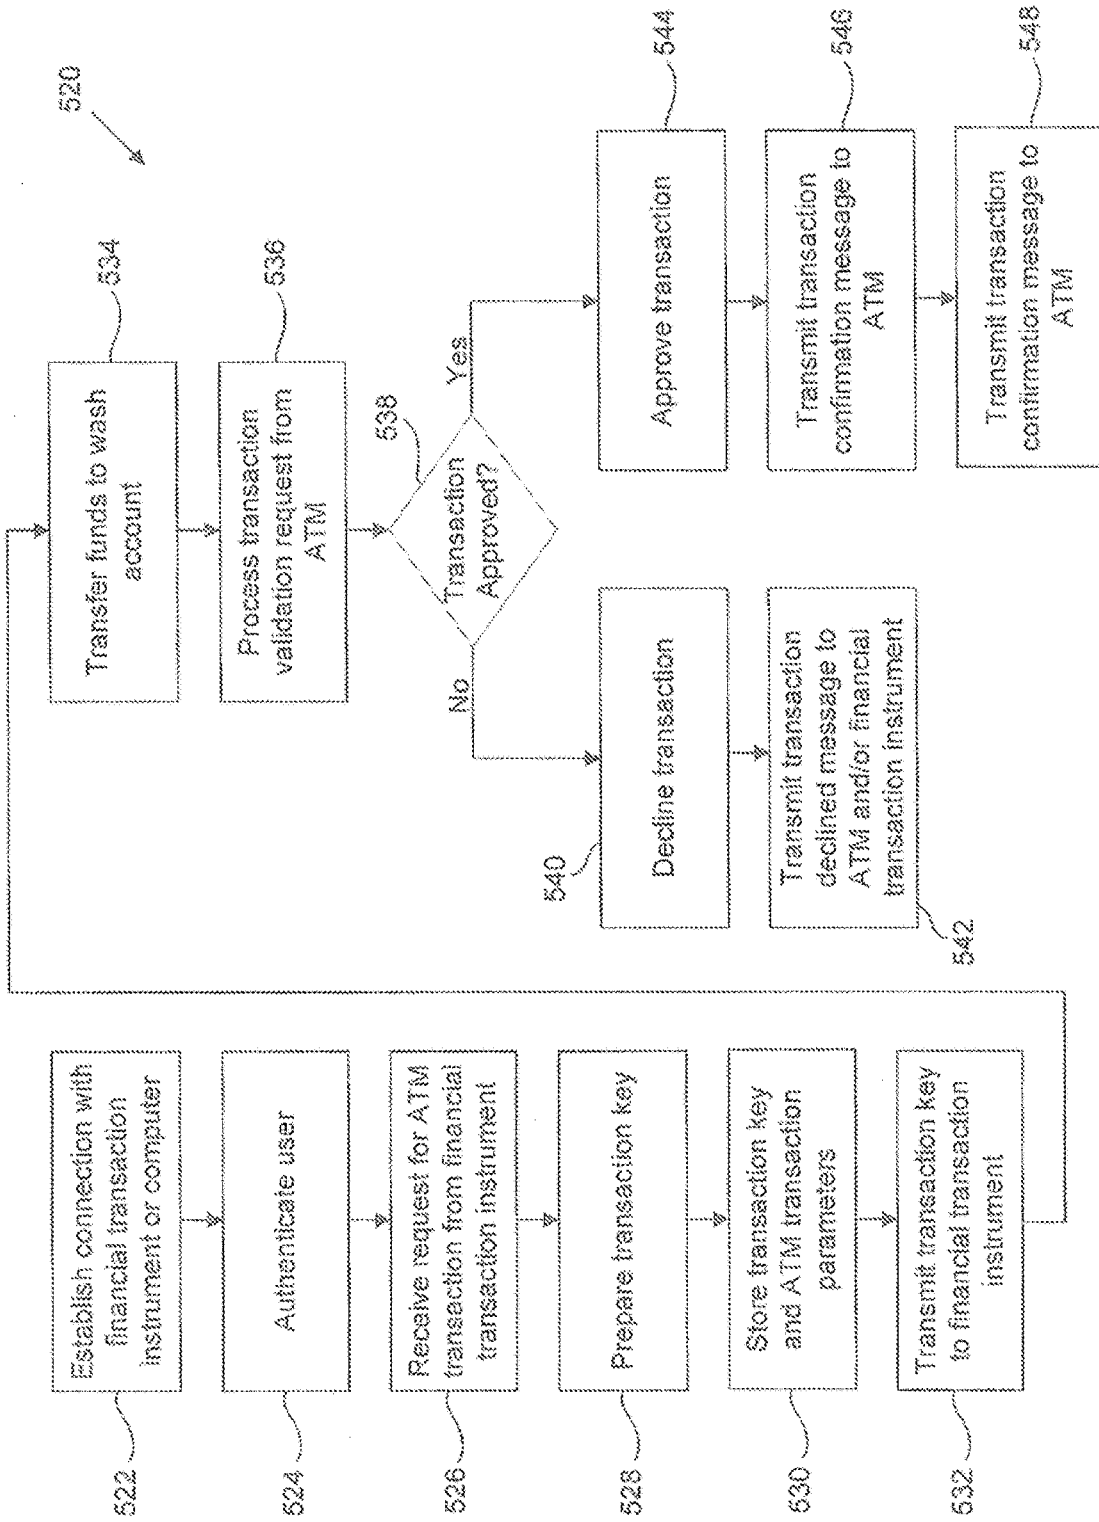 520
522
Establish connection with
financial transaction
instrument or computer
524
Authenticate user
526
Receive request for ATM
transaction from financial
transaction instrument
528
Prepare transaction key
530
Store transaction key
and ATM transaction
parameters
532
Transmit transaction key
to financial transaction
instrument
534
Transfer funds to wash
account
536
Process transaction
validation request from
ATM
538
Transaction
Approved?
No
Yes
540
Decline transaction
542
Transmit transaction
declined message to
ATM and/or financial
transaction instrument
544
Approve transaction
546
Transmit transaction
confirmation message to
ATM
548
Transmit transaction
confirmation message to
ATM